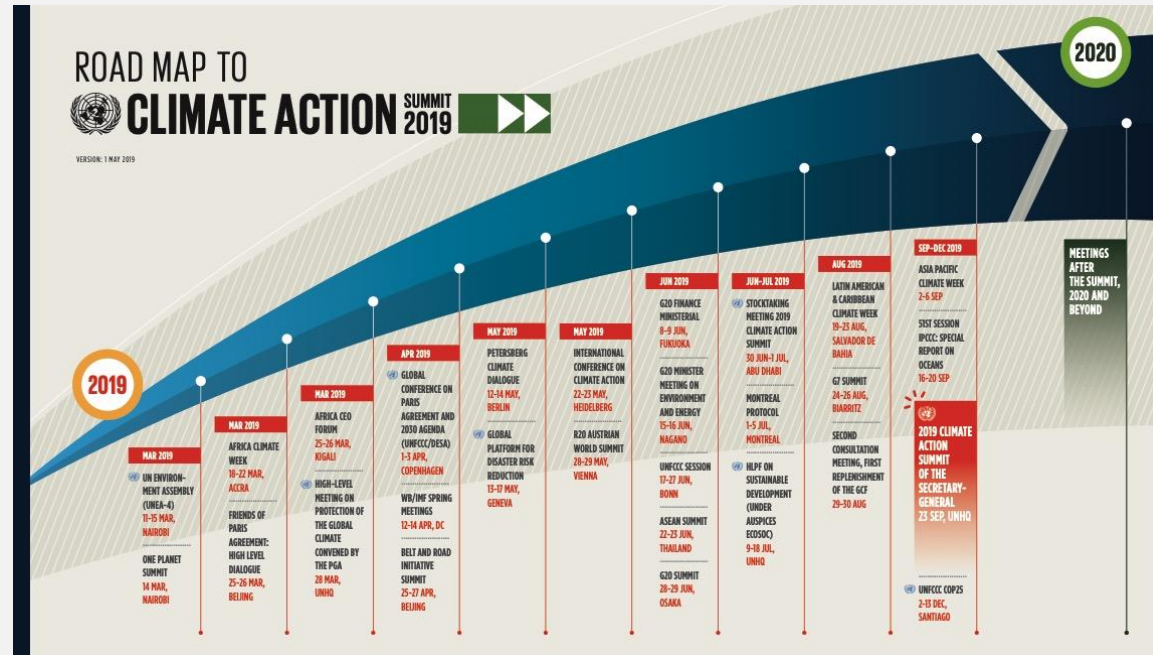 ROAD MAP TO
CLIMATE ACTION SUMMIT 2019
VERSION: 1 MAY 2019
2019
2020
MAR 2019
UN ENVIRON-
MENT ASSEMBLY
(UNEA-4)
11-15 MAR,
NAIROBI
ONE PLANET
SUMMIT
14 MAR,
NAIROBI
MAR 2019
AFRICA CLIMATE
WEEK
18-22 MAR,
ACCRA
FRIENDS OF
PARIS
AGREEMENT:
HIGH LEVEL
DIALOGUE
25-26 MAR,
BEIJING
MAR 2019
AFRICA CEO
FORUM
25-26 MAR,
KIGALI
HIGH-LEVEL
MEETING ON
PROTECTION OF
THE GLOBAL
CLIMATE
CONVENED BY
THE PGA
28 MAR,
UNHQ
APR 2019
GLOBAL
CONFERENCE ON
PARIS
AGREEMENT AND
2030 AGENDA
(UNFCCC/DESA)
1-3 APR,
COPENHAGEN
WB/IMF SPRING
MEETINGS
12-14 APR, DC
BELT AND ROAD
INITIATIVE
SUMMIT
25-27 APR,
BEIJING
MAY 2019
PETERSBERG
CLIMATE
DIALOGUE
12-14 MAY,
BERLIN
GLOBAL
PLATFORM FOR
DISASTER RISK
REDUCTION
13-17 MAY,
GENEVA
MAY 2019
INTERNATIONAL
CONFERENCE ON
CLIMATE ACTION
22-23 MAY,
HEIDELBERG
R20 AUSTRIAN
WORLD SUMMIT
28-29 MAY,
VIENNA
JUN 2019
G20 FINANCE
MINISTERIAL
8-9 JUN,
FUKUOKA
G20 MINISTER
MEETING ON
ENVIRONMENT
AND ENERGY
15-16 JUN,
NAGANO
UNFCCC SESSION
17-27 JUN,
BONN
ASEAN SUMMIT
22-23 JUN,
THAILAND
G20 SUMMIT
28-29 JUN,
OSAKA
JUN-JUL 2019
STOCKTAKING
MEETING 2019
CLIMATE ACTION
SUMMIT
30 JUN-1 JUL,
ABU DHABI
MONTREAL
PROTOCOL
1-5 JUL,
MONTREAL
HLPF ON
SUSTAINABLE
DEVELOPMENT
(UNDER
AUSPICES
ECOSOC)
9-18 JUL,
UNHQ
AUG 2019
LATIN AMERICAN
& CARIBBEAN
CLIMATE WEEK
19-23 AUG,
SALVADOR DE
BAHIA
G7 SUMMIT
24-26 AUG,
BIARRITZ
SECOND
CONSULTATION
MEETING, FIRST
REPLENISHMENT
OF THE GCF
29-30 AUG
SEP-DEC 2019
ASIA PACIFIC
CLIMATE WEEK
2-6 SEP
51ST SESSION
IPCCC: SPECIAL
REPORT ON
OCEANS
16-20 SEP
2019 CLIMATE
ACTION
SUMMIT
OF THE
SECRETARY-
GENERAL
23 SEP, UNHQ
UNFCCC COP25
2-13 DEC,
SANTIAGO
MEETINGS
AFTER
THE SUMMIT,
2020 AND
BEYOND